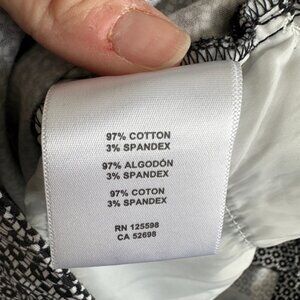 97% COTTON
3% SPANDEX
97% ALGODÓN
3% SPANDEX
97% COTON
3% SPANDEX
RN 125598
CA 52698